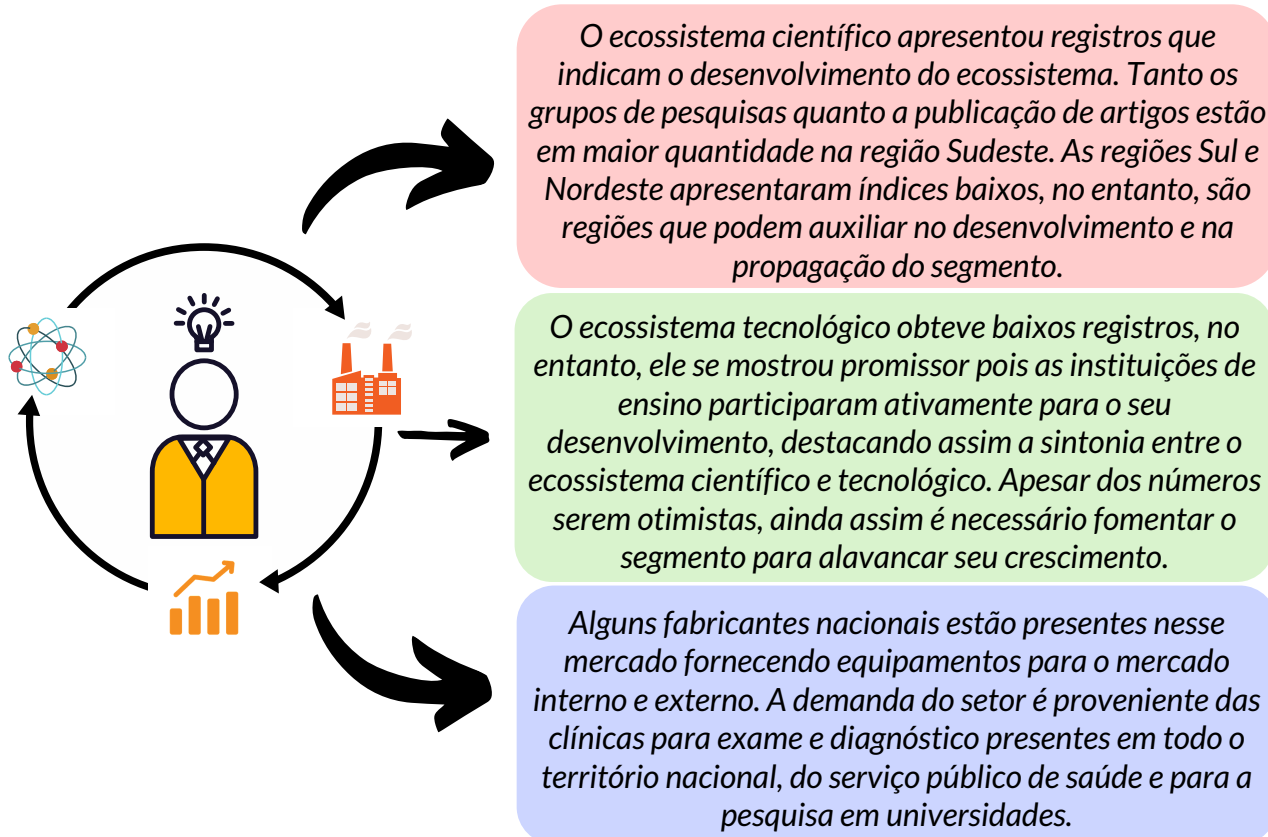 O ecossistema científico apresentou registros que
indicam o desenvolvimento do ecossistema. Tanto os
grupos de pesquisas quanto a publicação de artigos estão
em maior quantidade na região Sudeste. As regiões Sul e
Nordeste apresentaram índices baixos, no entanto, são
regiões que podem auxiliar no desenvolvimento e na
propagação do segmento.
O ecossistema tecnológico obteve baixos registros, no
entanto, ele se mostrou promissor pois as instituições de
ensino participaram ativamente para o seu
desenvolvimento, destacando assim a sintonia entre o
ecossistema científico e tecnológico. Apesar dos números
serem otimistas, ainda assim é necessário fomentar o
segmento para alavancar seu crescimento.
Alguns fabricantes nacionais estão presentes nesse
mercado fornecendo equipamentos para o mercado
interno e externo. A demanda do setor é proveniente das
clínicas para exame e diagnóstico presentes em todo o
território nacional, do serviço público de saúde e para a
pesquisa em universidades.